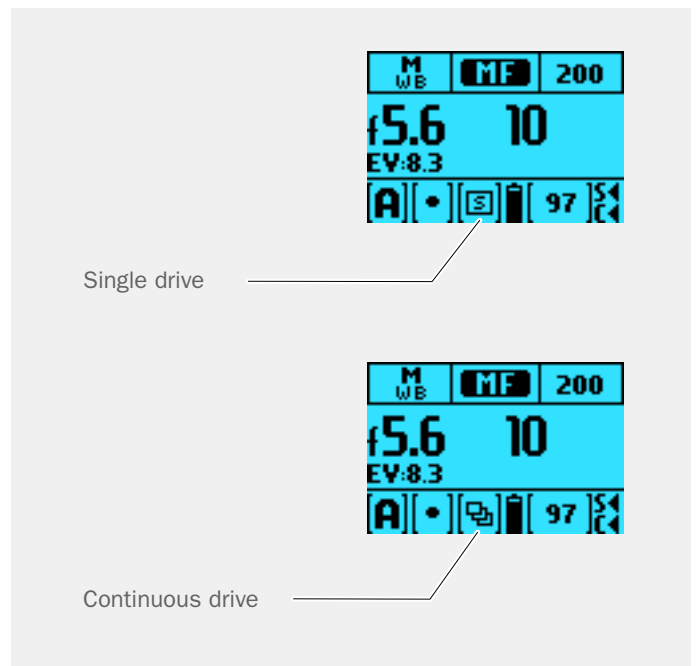 M WB MF 200
f5.6 10
EV:8.3
[A][•][S][ 97 ]S
C
Single drive
M WB MF 200
f5.6 10
EV:8.3
[A][•][ ][ 97 ]S
C
Continuous drive